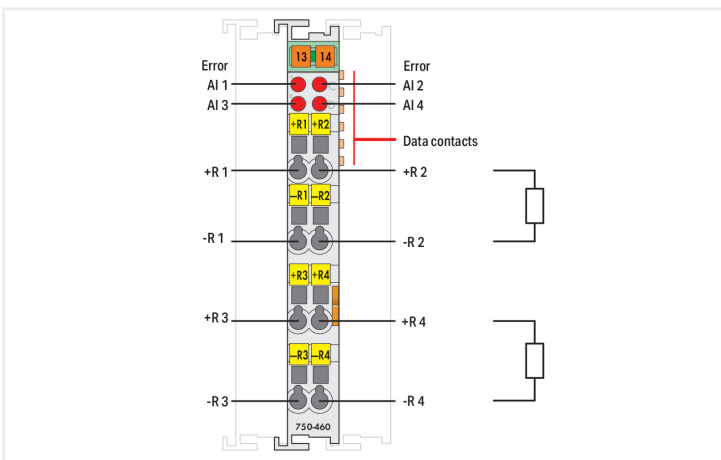 13 14
Error Error
AI 1 C AI 2
AI 3 D AI 4
+R1 +R2
Data contacts
+R 1 +R 2
–R1 –R2
-R 1 -R 2
+R3 +R4
+R 3 +R 4
–R3 –R4
-R 3 -R 4
750-460